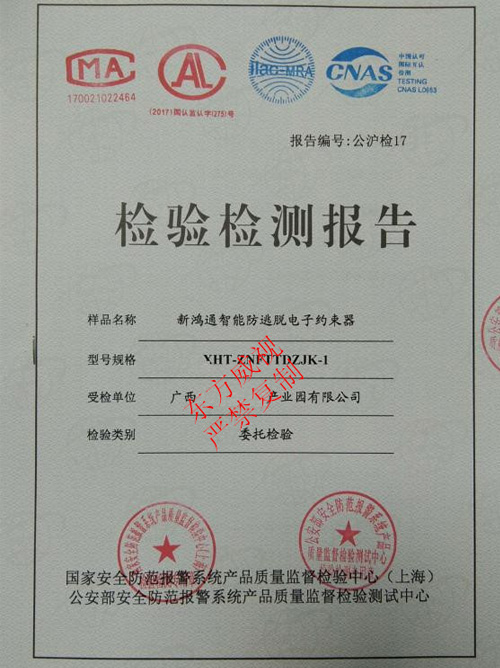 CMA
170021022464
CAL
(2017)国认监认字(275)号
ilac-MRA
CNAS
中国认可
国际互认
检测
TESTING
CNAS L0653
报告编号:公沪检17
检验检测报告
样品名称 新鸿通智能防逃脱电子约束器
型号规格 XHT-ZNFTTDZJK-1
受检单位 广西 产业园有限公司
检验类别 委托检验
东方威视
严禁复制
国家安全防范报警系统产品质量监督检验中心(上海)
公安部安全防范报警系统产品质量监督检验测试中心